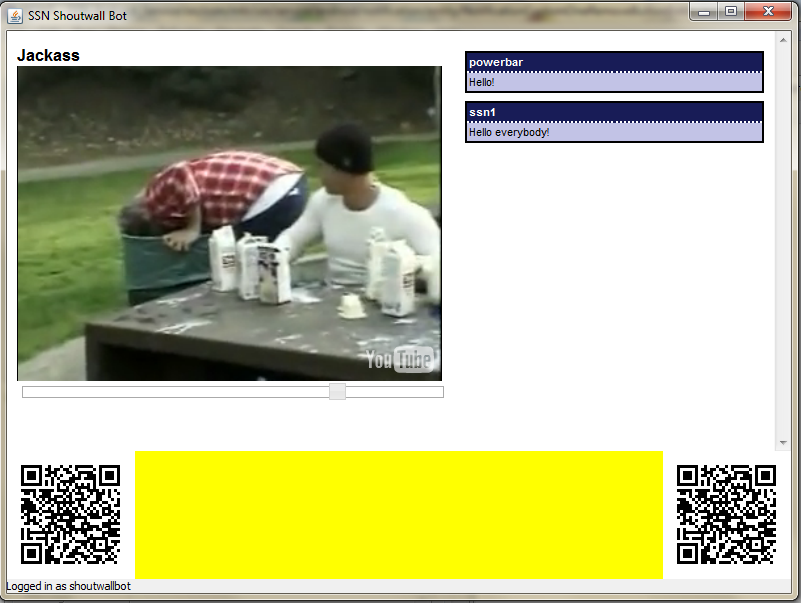 SSN Shoutwall Bot
Jackass
powerbar
Hello!
ssn1
Hello everybody!
YouTube
Logged in as shoutwallbot